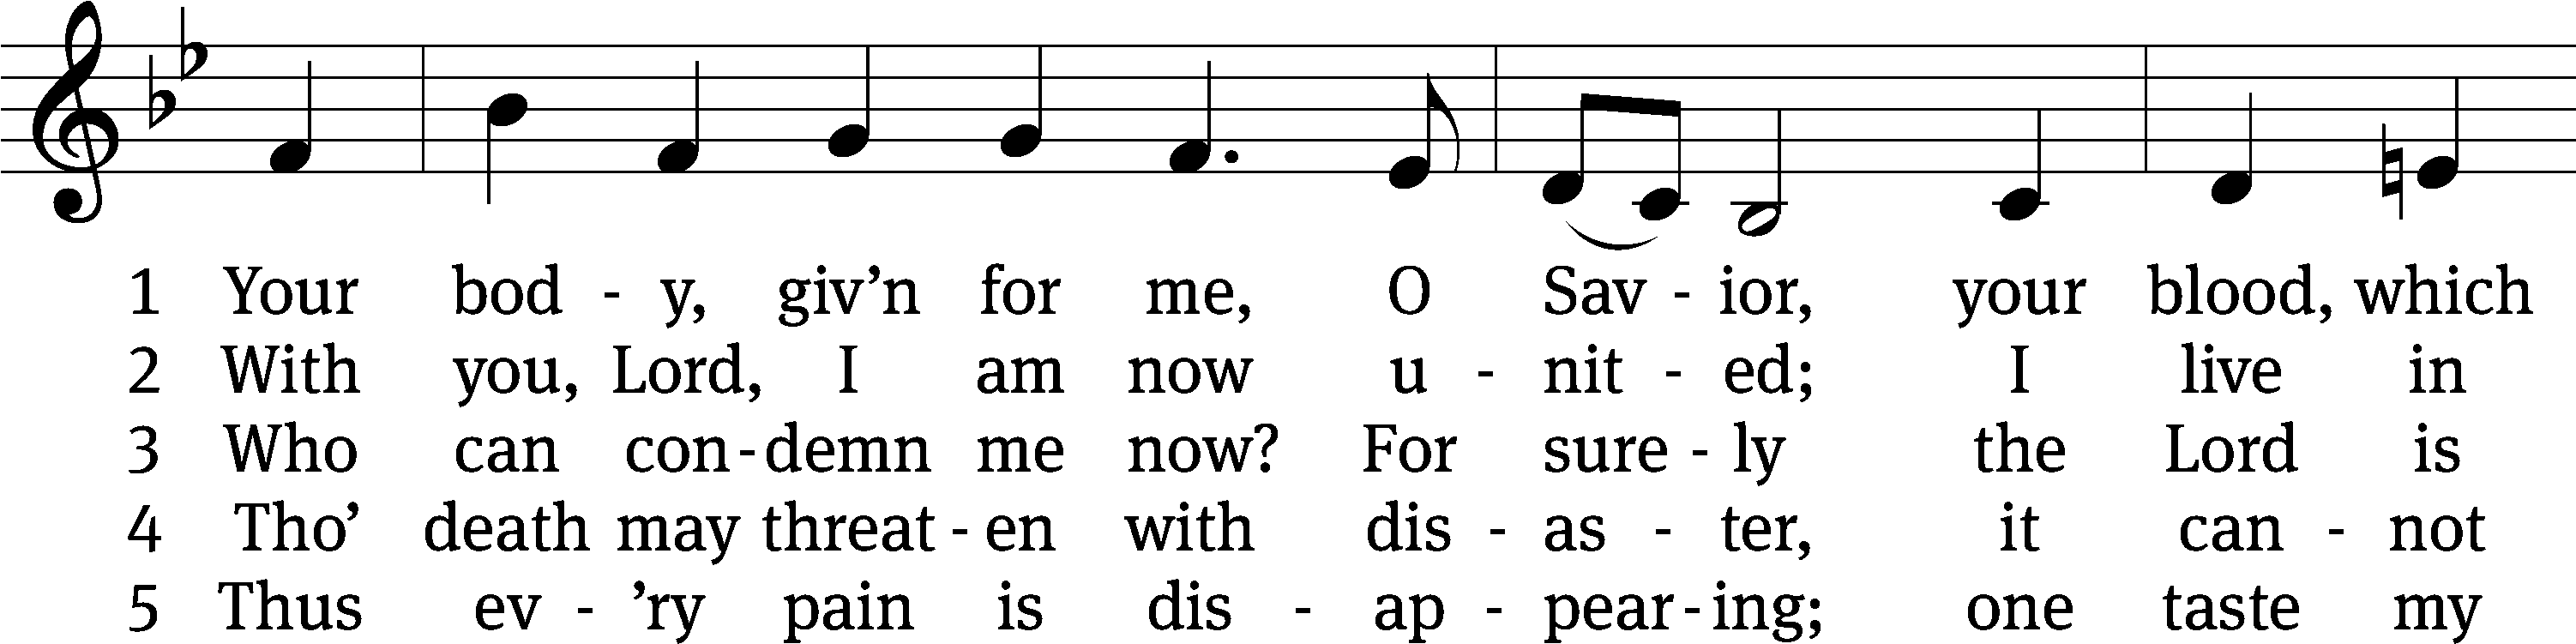 1 Your bod - y, giv’n for me, O Sav - ior, your blood, which
2 With you, Lord, I am now u - nit - ed; I live in
3 Who can con - demn me now? For sure - ly the Lord is
4 Tho’ death may threat - en with dis - as - ter, it can - not
5 Thus ev - ’ry pain is dis - ap - pear - ing; one taste my